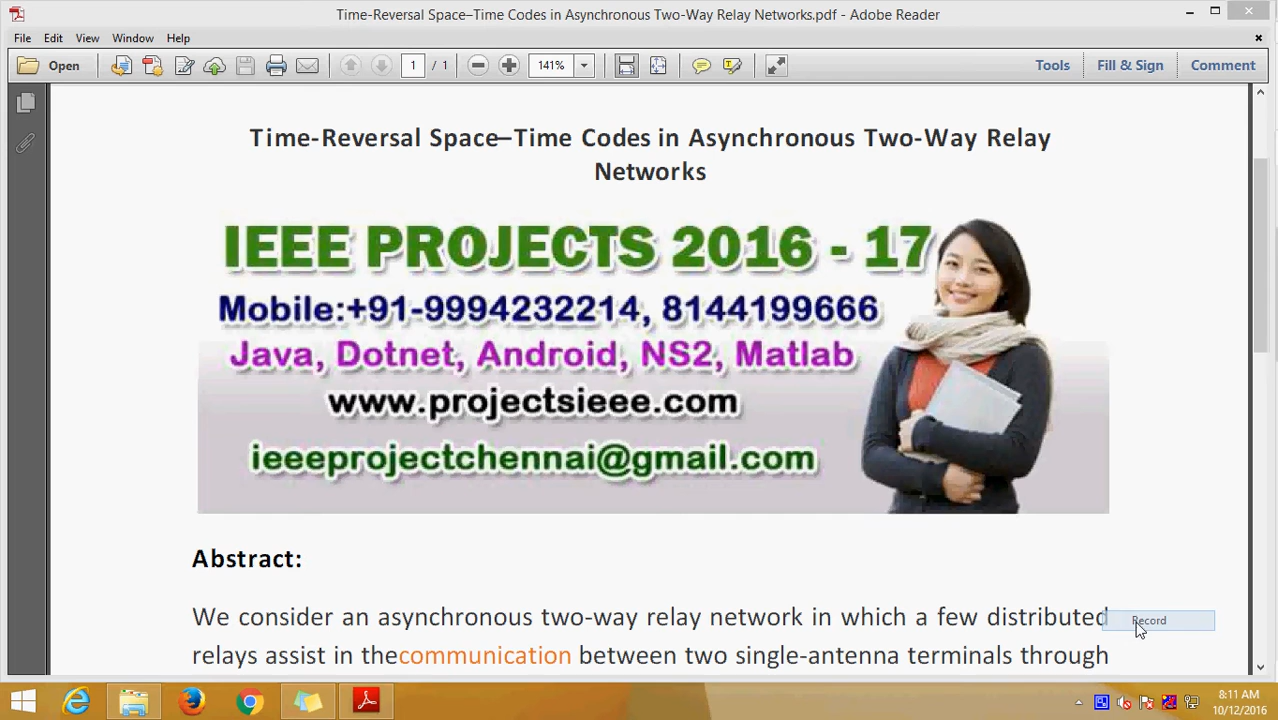 Time-Reversal Space–Time Codes in Asynchronous Two-Way Relay Networks.pdf - Adobe Reader
File Edit View Window Help
Open 1 / 1 141% Tools Fill & Sign Comment
Time-Reversal Space–Time Codes in Asynchronous Two-Way Relay
Networks
IEEE PROJECTS 2016 - 17
Mobile:+91-9994232214, 8144199666
Java, Dotnet, Android, NS2, Matlab
www.projectsieee.com
ieeeprojectchennai@gmail.com
Abstract:
We consider an asynchronous two-way relay network in which a few distributed
Record
relays assist in thecommunication between two single-antenna terminals through
8:11 AM
10/12/2016